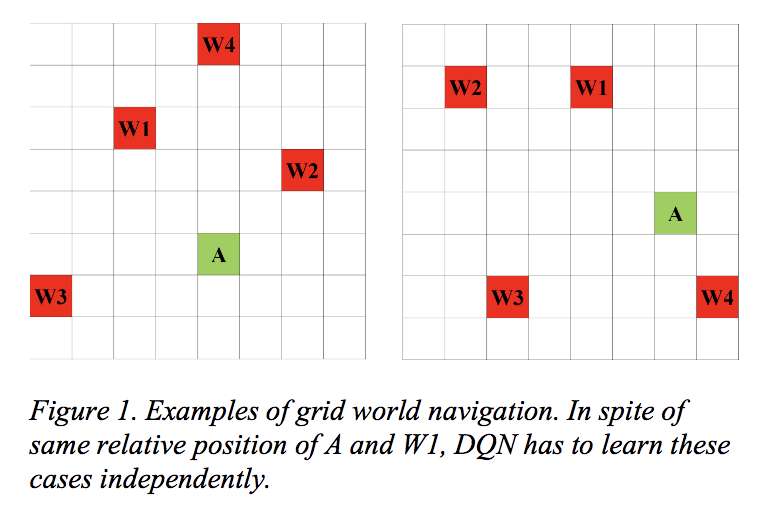 W4
W1
W2
A
W3
W2
W1
A
W3
W4
Figure 1. Examples of grid world navigation. In spite of
same relative position of A and W1, DQN has to learn these
cases independently.